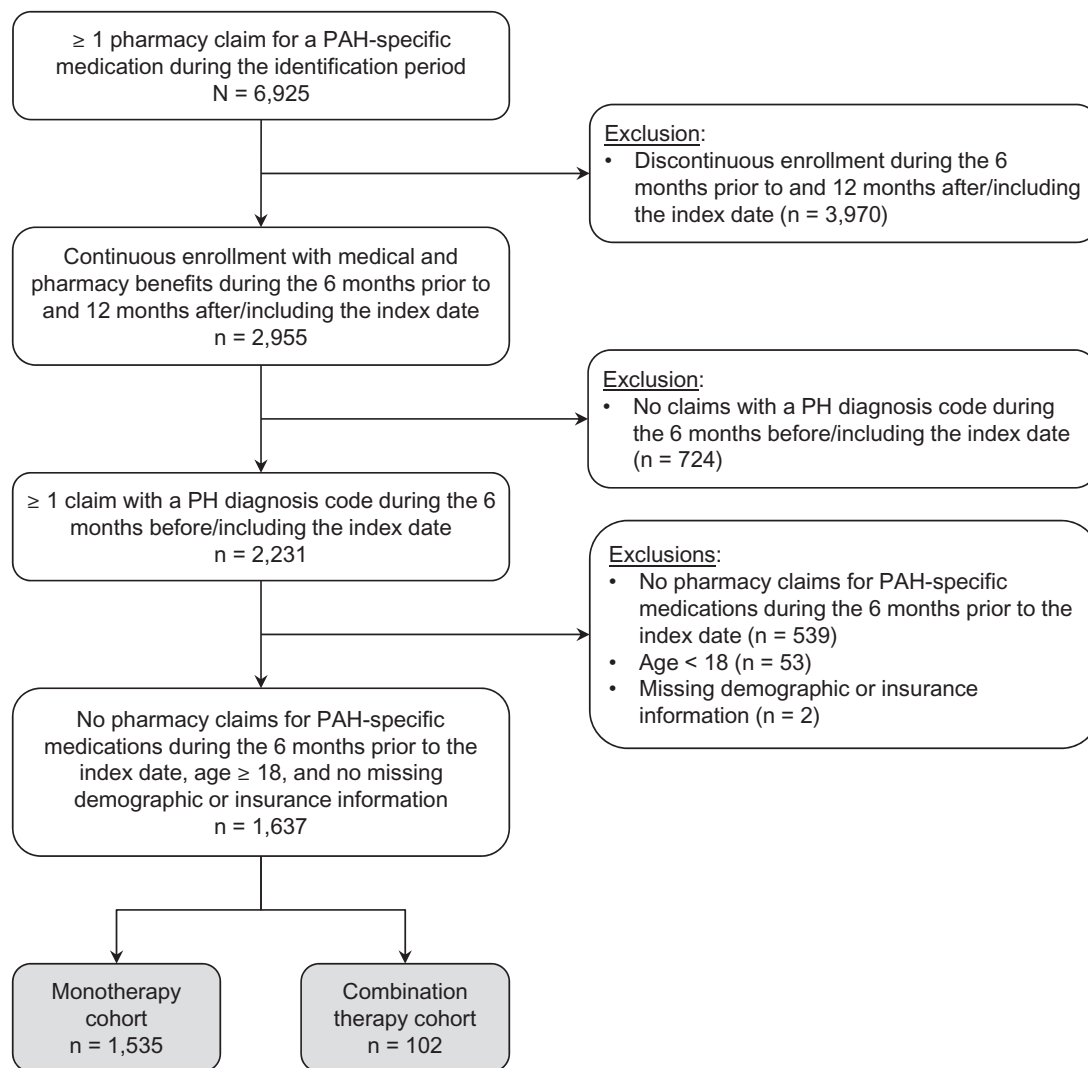 ≥ 1 pharmacy claim for a PAH-specific
medication during the identification period
N = 6,925
Exclusion:
• Discontinuous enrollment during the 6
months prior to and 12 months after/including
the index date (n = 3,970)
Continuous enrollment with medical and
pharmacy benefits during the 6 months prior to
and 12 months after/including the index date
n = 2,955
Exclusion:
• No claims with a PH diagnosis code during
the 6 months before/including the index date
(n = 724)
≥ 1 claim with a PH diagnosis code during the 6
months before/including the index date
n = 2,231
Exclusions:
• No pharmacy claims for PAH-specific
medications during the 6 months prior to the
index date (n = 539)
• Age < 18 (n = 53)
• Missing demographic or insurance
information (n = 2)
No pharmacy claims for PAH-specific
medications during the 6 months prior to the
index date, age ≥ 18, and no missing
demographic or insurance information
n = 1,637
Monotherapy
cohort
n = 1,535
Combination
therapy cohort
n = 102